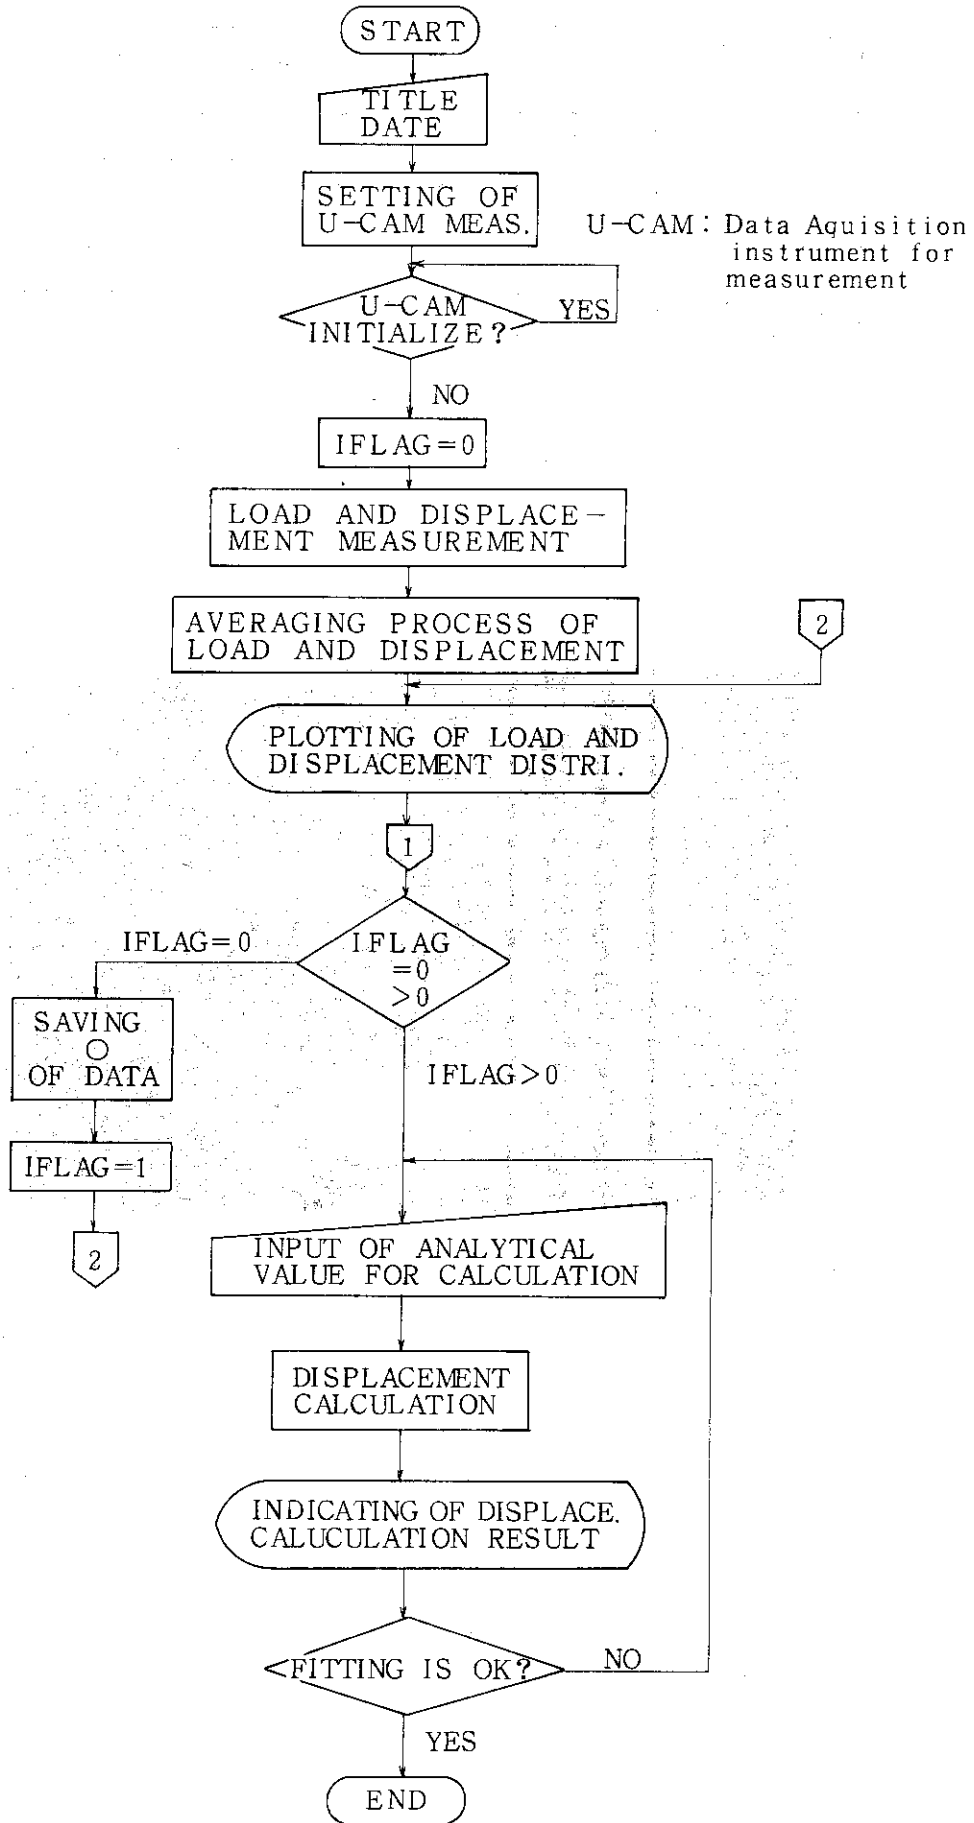 START
TITLE
DATE
SETTING OF
U-CAM MEAS.
U-CAM: Data Aquisition
instrument for
measurement
U-CAM
INITIALIZE?
YES
NO
IFLAG=0
LOAD AND DISPLACE-
MENT MEASUREMENT
AVERAGING PROCESS OF
LOAD AND DISPLACEMENT
2
PLOTTING OF LOAD AND
DISPLACEMENT DISTRI.
1
IFLAG=0
IFLAG
=0
>0
SAVING
OF DATA
IFLAG>0
IFLAG=1
2
INPUT OF ANALYTICAL
VALUE FOR CALCULATION
DISPLACEMENT
CALCULATION
INDICATING OF DISPLACE.
CALUCULATION RESULT
FITTING IS OK?
NO
YES
END